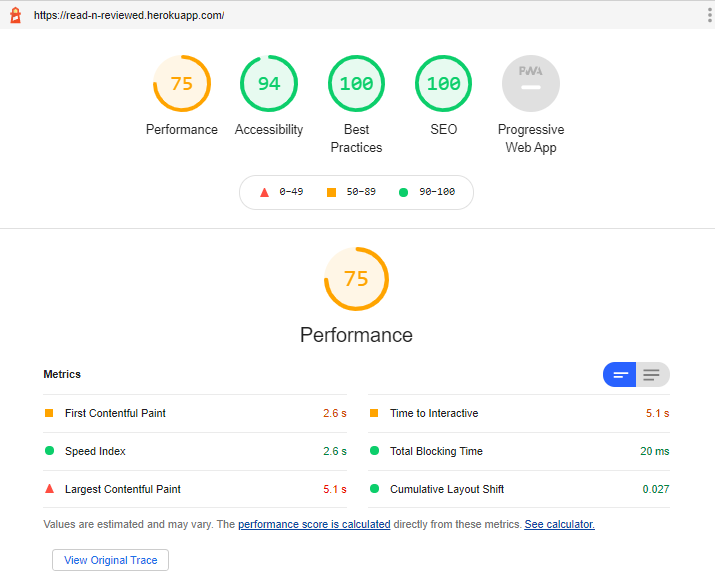 https://read-n-reviewed.herokuapp.com/
75 94 100 100 PWA
Performance Accessibility Best Practices SEO Progressive Web App
0–49 50–89 90–100
75
Performance
Metrics
First Contentful Paint 2.6 s
Time to Interactive 5.1 s
Speed Index 2.6 s
Total Blocking Time 20 ms
Largest Contentful Paint 5.1 s
Cumulative Layout Shift 0.027
Values are estimated and may vary. The performance score is calculated directly from these metrics. See calculator.
View Original Trace